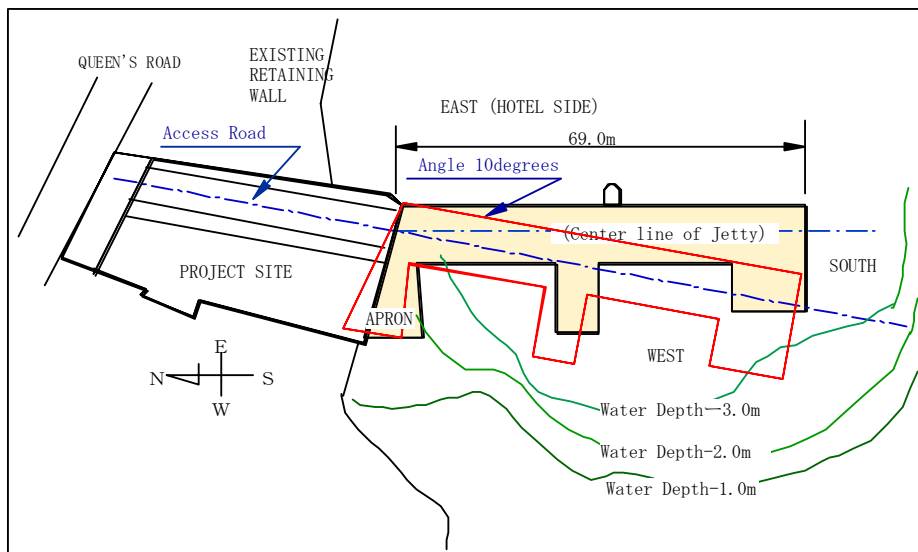 QUEEN'S ROAD
EXISTING
RETAINING
WALL
EAST (HOTEL SIDE)
69.0m
Access Road
Angle 10degrees
(Center line of Jetty)
SOUTH
PROJECT SITE
APRON
WEST
E
N
S
W
Water Depth-3.0m
Water Depth-2.0m
Water Depth-1.0m